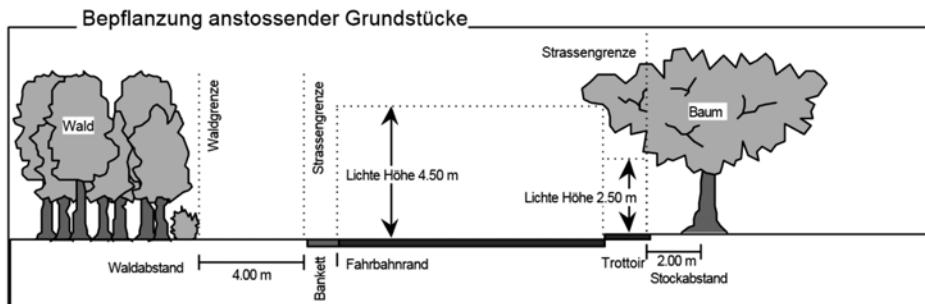 Bepflanzung anstossender Grundstücke
Strassengrenze
Waldgrenze
Strassengrenze
Wald
Baum
Lichte Höhe 4.50 m
Lichte Höhe 2.50 m
Waldabstand
4.00 m
Bankett
Fahrbahnrand
Trottoir
2.00 m
Stockabstand